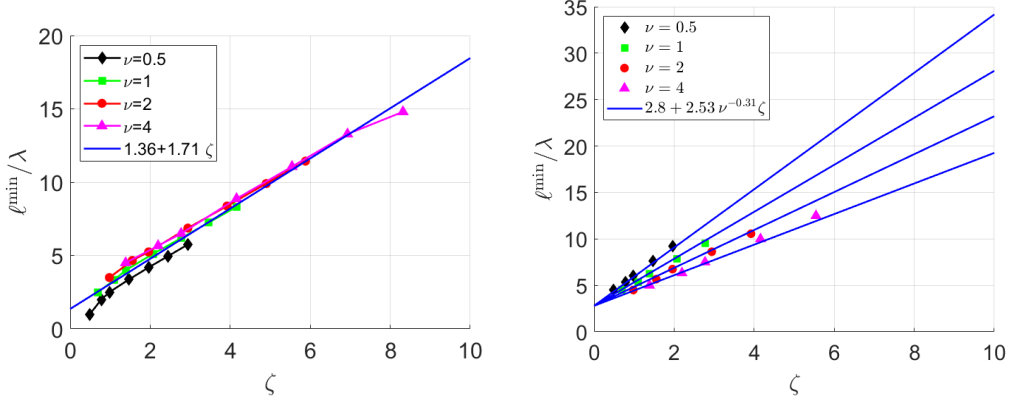 20
15
10
5
0
ℓ^min/λ
ν=0.5
ν=1
ν=2
ν=4
1.36+1.71 ζ
0 2 4 6 8 10
ζ
35
30
25
20
15
10
5
0
ℓ^min/λ
ν = 0.5
ν = 1
ν = 2
ν = 4
2.8 + 2.53 ν^−0.31 ζ
0 2 4 6 8 10
ζ